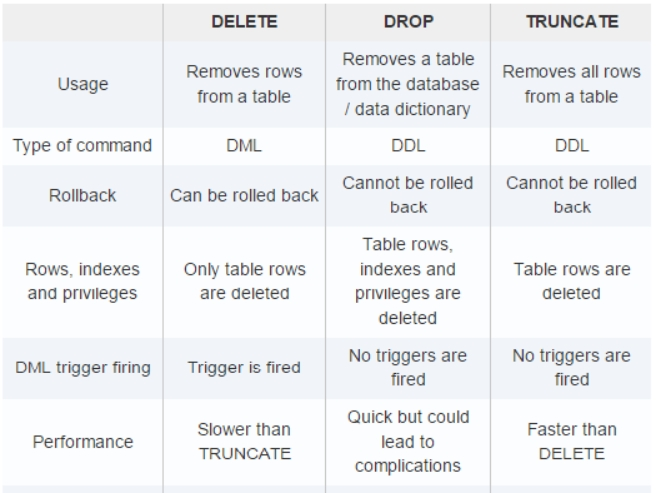 DELETE DROP TRUNCATE
Usage
Removes rows
from a table
Removes a table
from the database
/ data dictionary
Removes all rows
from a table
Type of command DML DDL DDL
Rollback
Can be rolled back
Cannot be rolled
back
Cannot be rolled
back
Rows, indexes
and privileges
Only table rows
are deleted
Table rows,
indexes and
privileges are
deleted
Table rows are
deleted
DML trigger firing
Trigger is fired
No triggers are
fired
No triggers are
fired
Performance
Slower than
TRUNCATE
Quick but could
lead to
complications
Faster than
DELETE